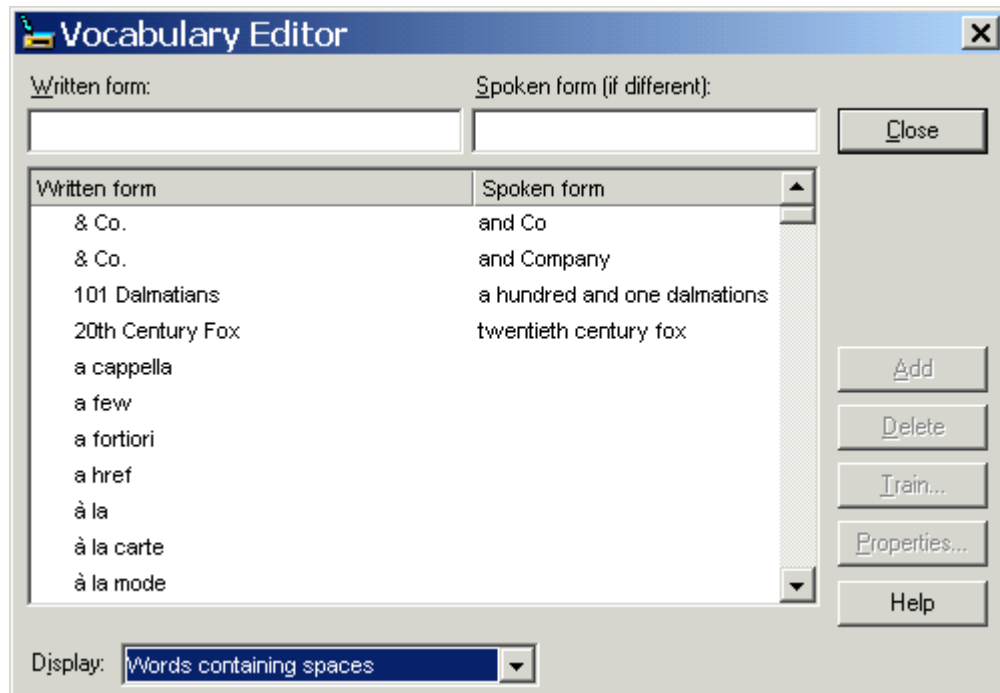 Vocabulary Editor
Written form: Spoken form (if different):
Close
Written form Spoken form
& Co. and Co
& Co. and Company
101 Dalmatians a hundred and one dalmations
20th Century Fox twentieth century fox
a cappella
a few
a fortiori
a href
à la
à la carte
à la mode
Add
Delete
Train...
Properties...
Help
Display: Words containing spaces